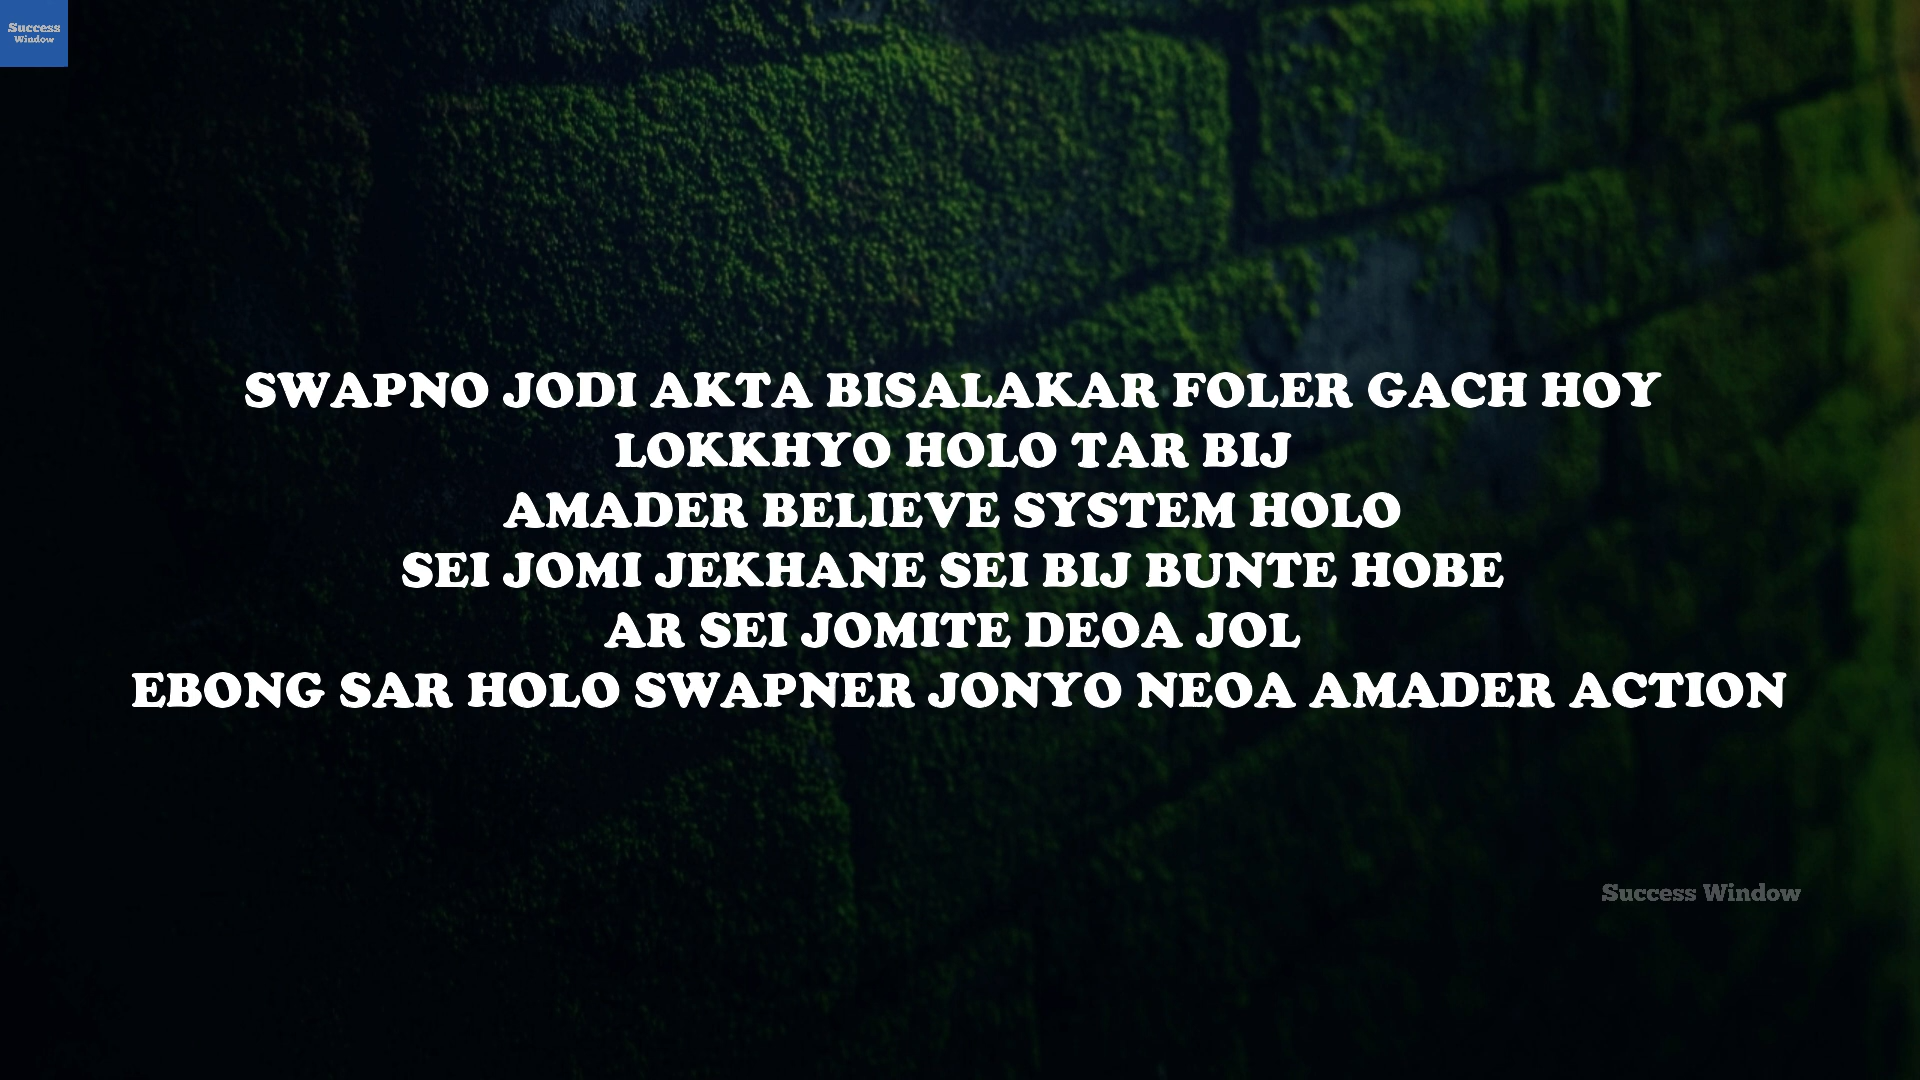 Success
Window
SWAPNO JODI AKTA BISALAKAR FOLER GACH HOY
LOKKHYO HOLO TAR BIJ
AMADER BELIEVE SYSTEM HOLO
SEI JOMI JEKHANE SEI BIJ BUNTE HOBE
AR SEI JOMITE DEOA JOL
EBONG SAR HOLO SWAPNER JONYO NEOA AMADER ACTION
Success Window